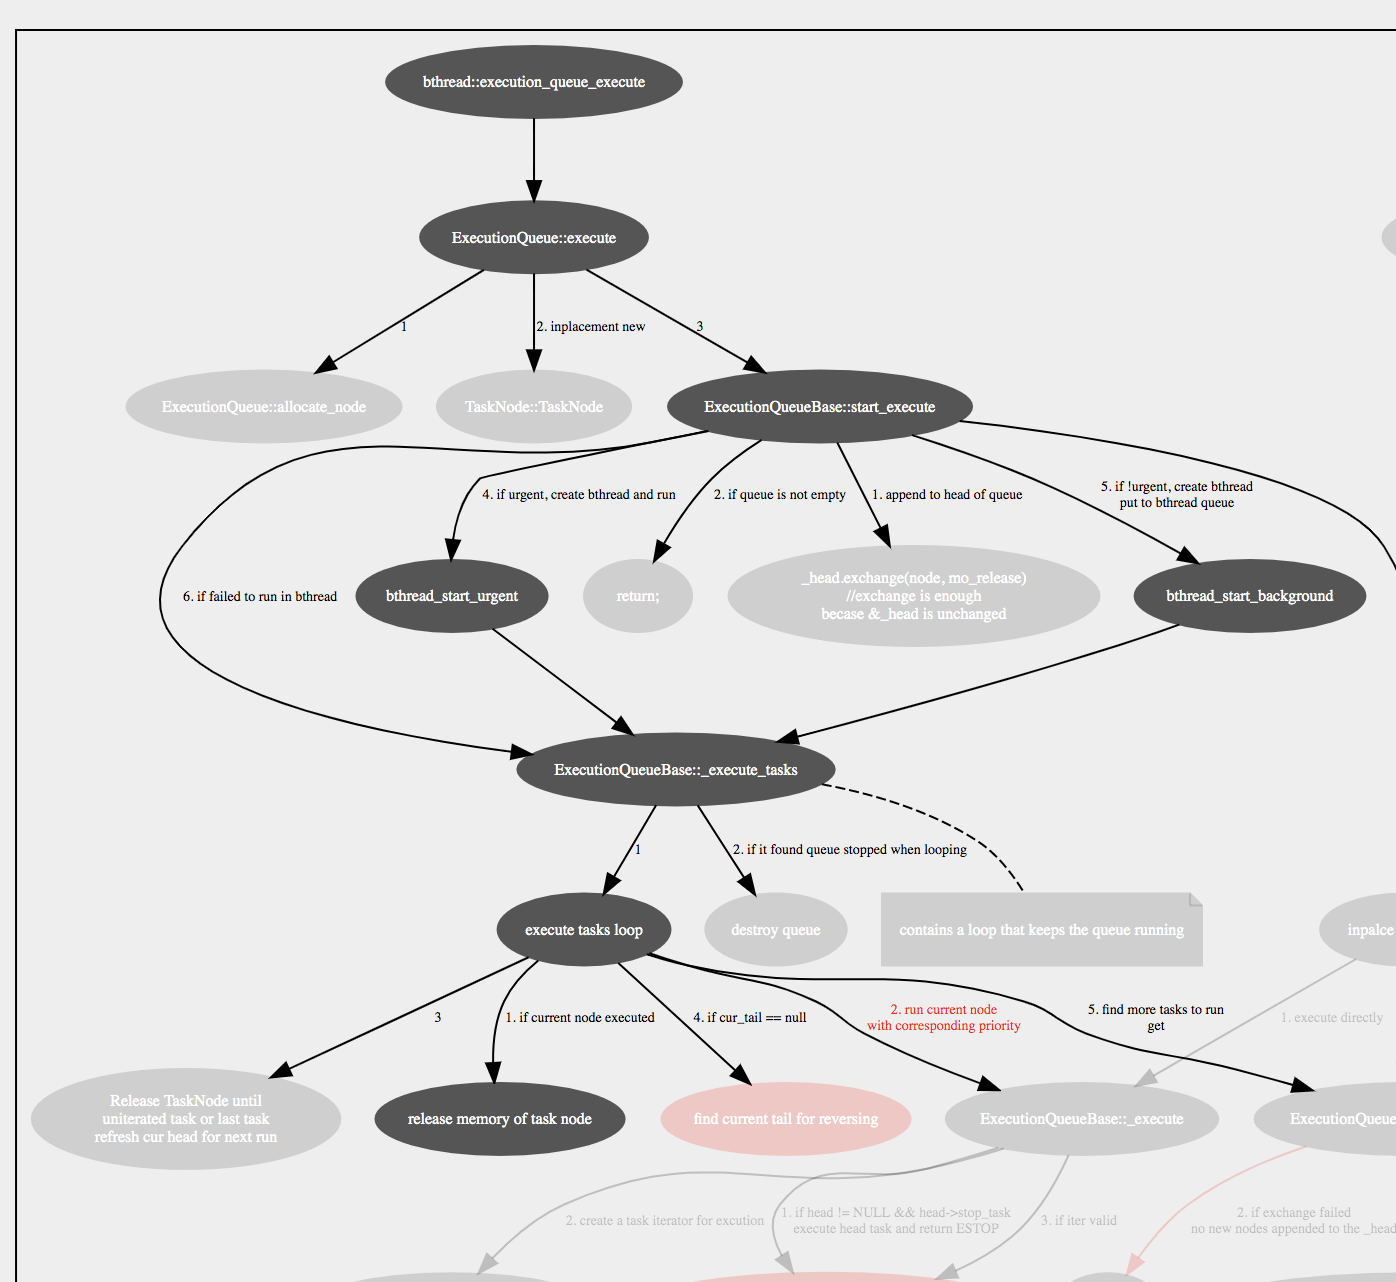 bthread::execution_queue_execute
ExecutionQueue::execute
1
2. inplacement new
3
ExecutionQueue::allocate_node
TaskNode::TaskNode
ExecutionQueueBase::start_execute
4. if urgent, create bthread and run
2. if queue is not empty
1. append to head of queue
5. if !urgent, create bthread
put to bthread queue
6. if failed to run in bthread
bthread_start_urgent
return;
_head.exchange(node, mo_release)
//exchange is enough
becase &_head is unchanged
bthread_start_background
ExecutionQueueBase::_execute_tasks
1
2. if it found queue stopped when looping
execute tasks loop
destroy queue
contains a loop that keeps the queue running
inpalce
3
1. if current node executed
4. if cur_tail == null
2. run current node
with corresponding priority
5. find more tasks to run
get
1. execute directly
Release TaskNode until
uniterated task or last task
refresh cur head for next run
release memory of task node
find current tail for reversing
ExecutionQueueBase::_execute
ExecutionQueue
2. create a task iterator for excution
1. if head != NULL && head->stop_task
execute head task and return ESTOP
3. if iter valid
2. if exchange failed
no new nodes appended to the _head